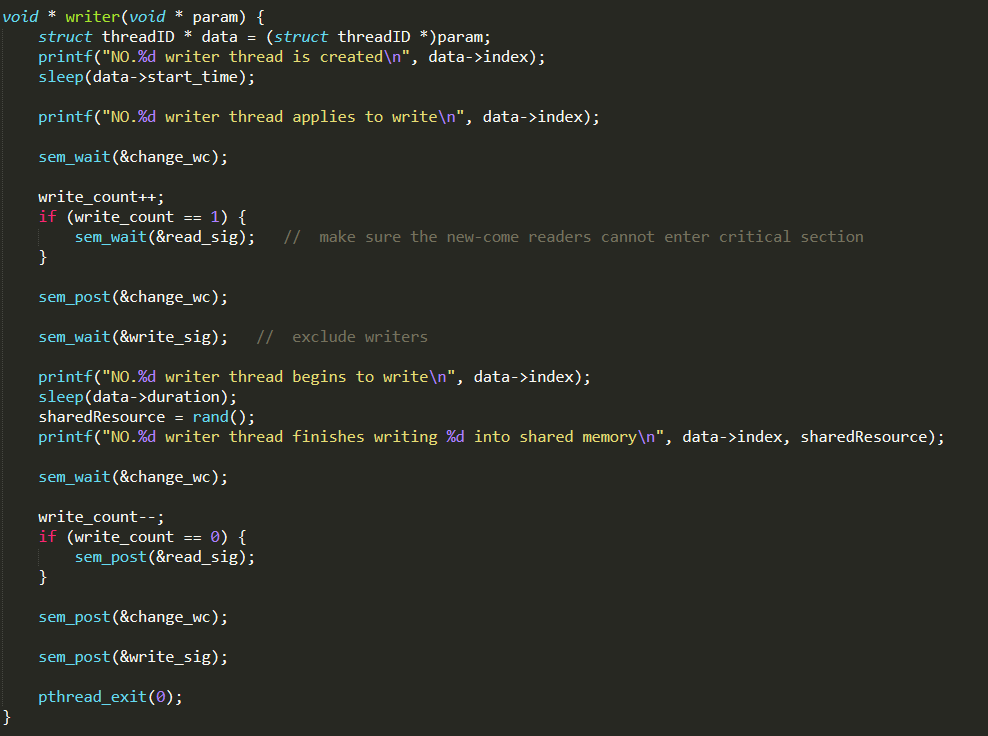 void * writer(void * param) {
struct threadID * data = (struct threadID *)param;
printf("NO.%d writer thread is created\n", data->index);
sleep(data->start_time);
printf("NO.%d writer thread applies to write\n", data->index);
sem_wait(&change_wc);
write_count++;
if (write_count == 1) {
sem_wait(&read_sig);   //  make sure the new-come readers cannot enter critical section
}
sem_post(&change_wc);
sem_wait(&write_sig);   //  exclude writers
printf("NO.%d writer thread begins to write\n", data->index);
sleep(data->duration);
sharedResource = rand();
printf("NO.%d writer thread finishes writing %d into shared memory\n", data->index, sharedResource);
sem_wait(&change_wc);
write_count--;
if (write_count == 0) {
sem_post(&read_sig);
}
sem_post(&change_wc);
sem_post(&write_sig);
pthread_exit(0);
}